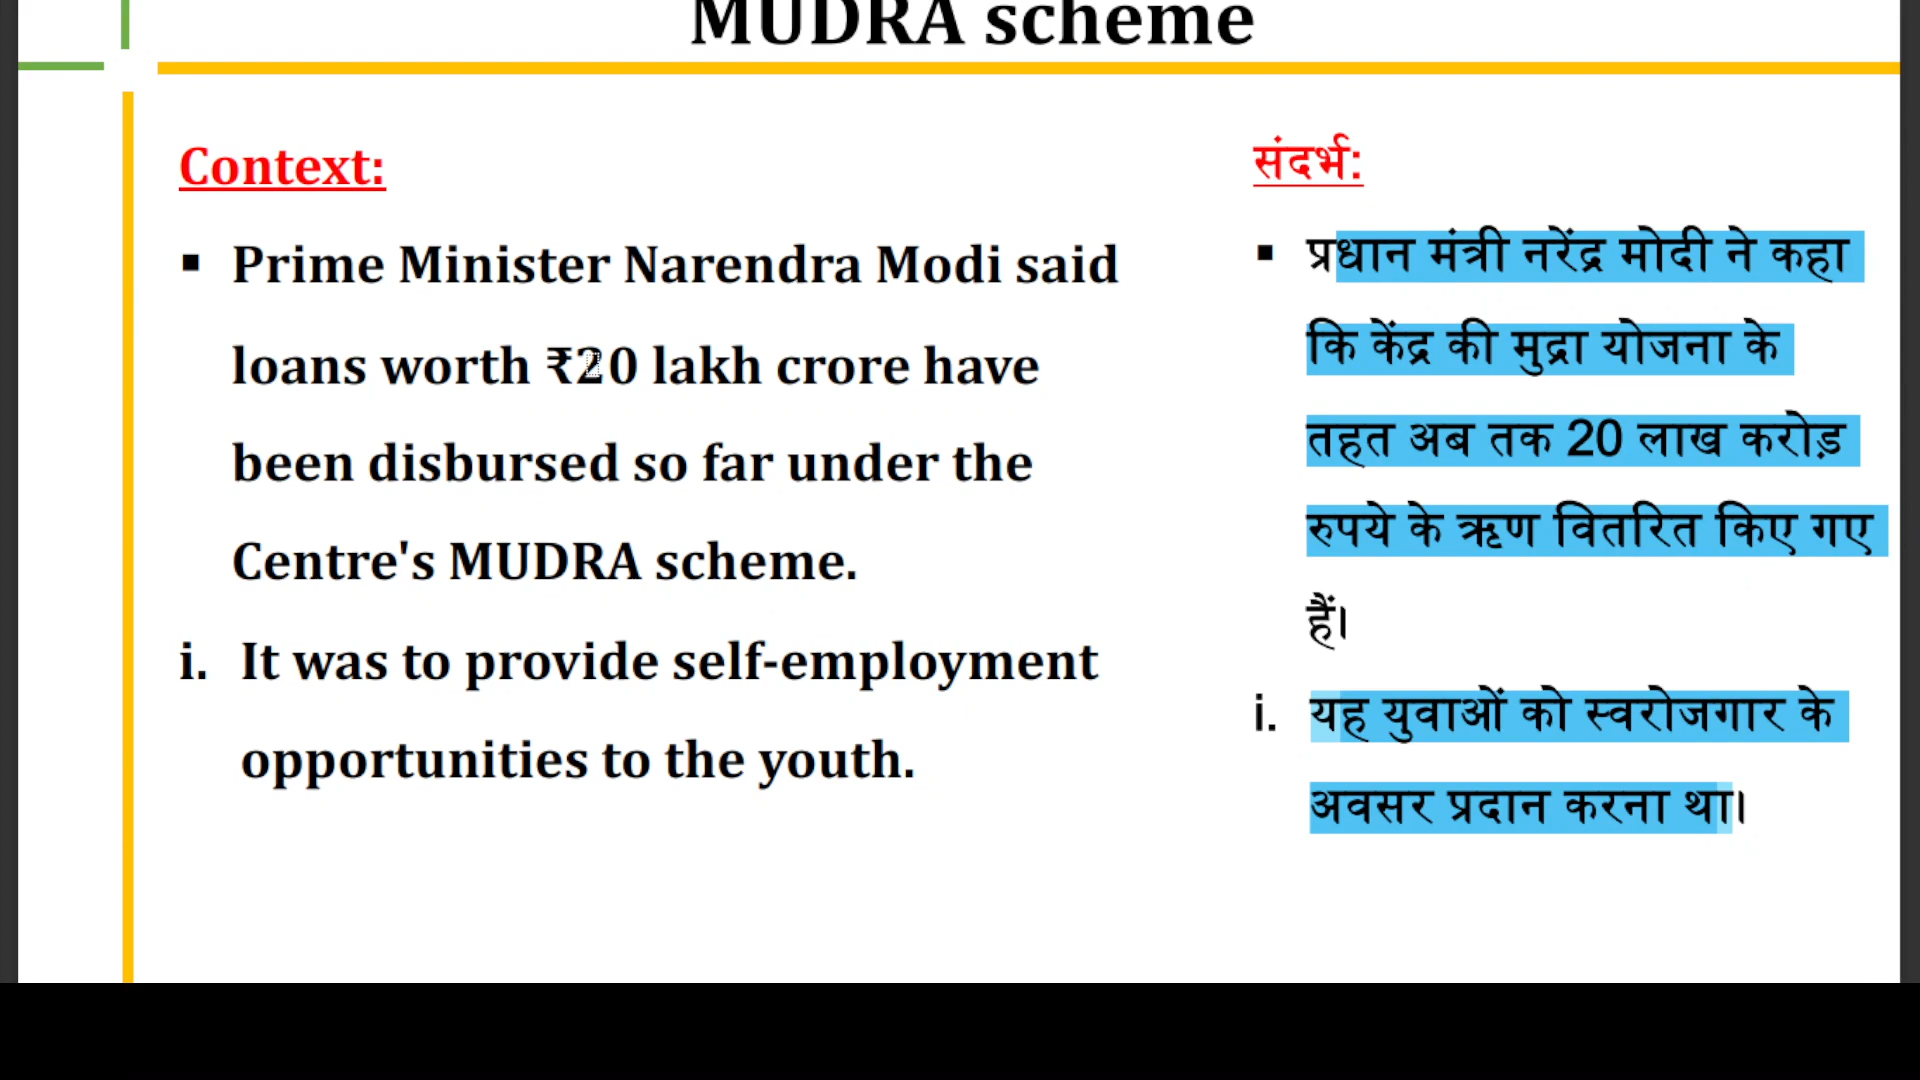 MUDRA scheme
Context:
▪ Prime Minister Narendra Modi said
loans worth ₹20 lakh crore have
been disbursed so far under the
Centre's MUDRA scheme.
i. It was to provide self-employment
opportunities to the youth.
संदर्भ:
▪ प्रधान मंत्री नरेंद्र मोदी ने कहा
कि केंद्र की मुद्रा योजना के
तहत अब तक 20 लाख करोड़
रुपये के ऋण वितरित किए गए
हैं।
i. यह युवाओं को स्वरोजगार के
अवसर प्रदान करना था।